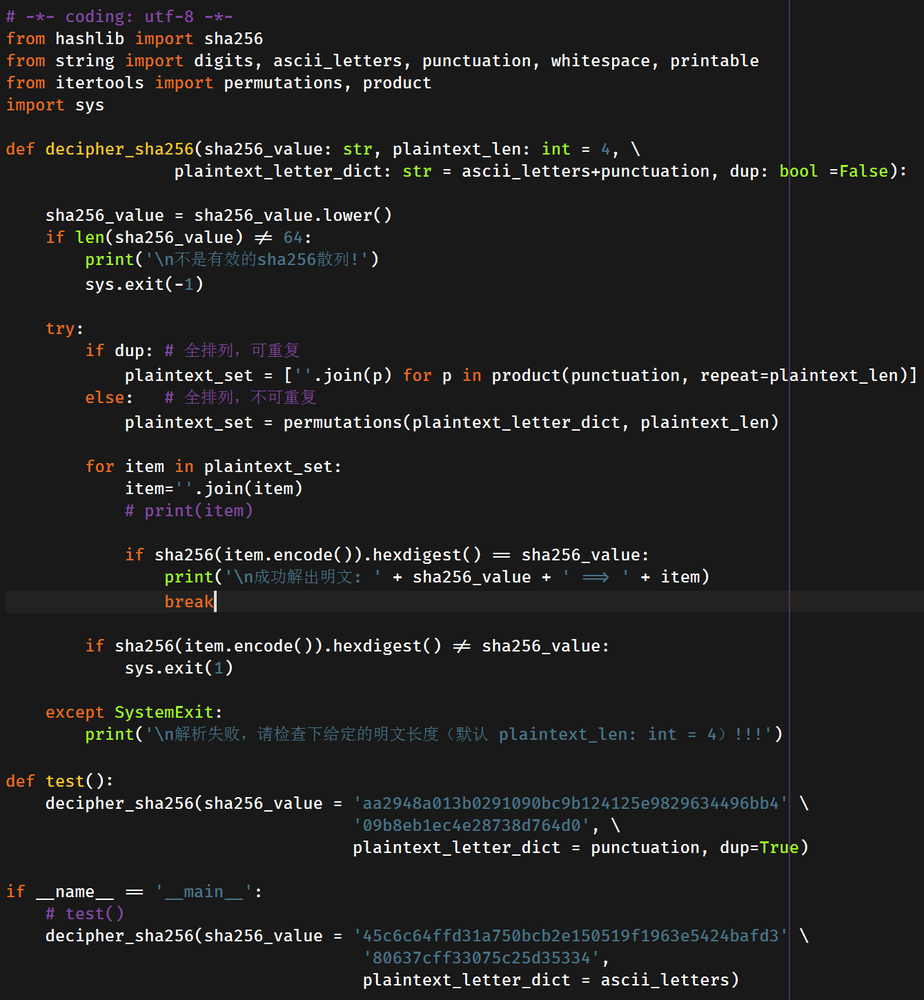 # -*- coding: utf-8 -*-
from hashlib import sha256
from string import digits, ascii_letters, punctuation, whitespace, printable
from itertools import permutations, product
import sys

def decipher_sha256(sha256_value: str, plaintext_len: int = 4, \
                 plaintext_letter_dict: str = ascii_letters+punctuation, dup: bool =False):

    sha256_value = sha256_value.lower()
    if len(sha256_value) != 64:
        print('\n不是有效的sha256散列!')
        sys.exit(-1)

    try:
        if dup: # 全排列，可重复
            plaintext_set = [''.join(p) for p in product(punctuation, repeat=plaintext_len)]
        else:   # 全排列，不可重复
            plaintext_set = permutations(plaintext_letter_dict, plaintext_len)

        for item in plaintext_set:
            item=''.join(item)
            # print(item)

            if sha256(item.encode()).hexdigest() == sha256_value:
                print('\n成功解出明文: ' + sha256_value + ' ==> ' + item)
                break

        if sha256(item.encode()).hexdigest() != sha256_value:
            sys.exit(1)

    except SystemExit:
        print('\n解析失败，请检查下给定的明文长度（默认 plaintext_len: int = 4）!!!')

def test():
    decipher_sha256(sha256_value = 'aa2948a013b0291090bc9b124125e9829634496bb4' \
                                   '09b8eb1ec4e28738d764d0', \
                                   plaintext_letter_dict = punctuation, dup=True)

if __name__ == '__main__':
    # test()
    decipher_sha256(sha256_value = '45c6c64ffd31a750bcb2e150519f1963e5424bafd3' \
                                    '80637cff33075c25d35334',
                                    plaintext_letter_dict = ascii_letters)